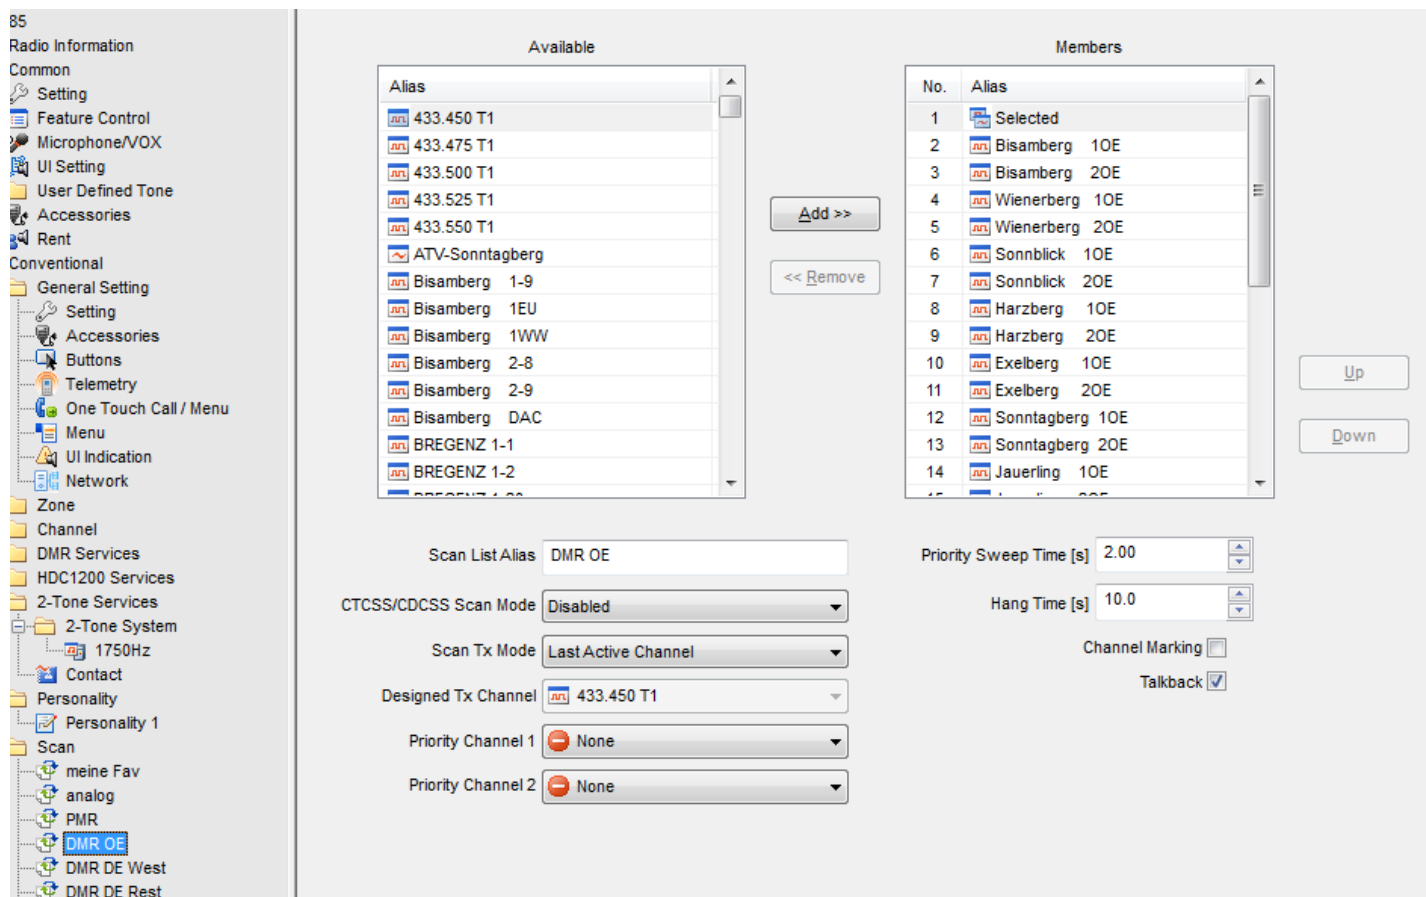 85
Radio Information
Common
Setting
Feature Control
Microphone/VOX
UI Setting
User Defined Tone
Accessories
Rent
Conventional
General Setting
Setting
Accessories
Buttons
Telemetry
One Touch Call / Menu
Menu
UI Indication
Network
Zone
Channel
DMR Services
HDC1200 Services
2-Tone Services
2-Tone System
1750Hz
Contact
Personality
Personality 1
Scan
meine Fav
analog
PMR
DMR OE
DMR DE West
DMR DE Rest
Available
Alias
433.450 T1
433.475 T1
433.500 T1
433.525 T1
433.550 T1
ATV-Sonntagberg
Bisamberg 1-9
Bisamberg 1EU
Bisamberg 1WW
Bisamberg 2-8
Bisamberg 2-9
Bisamberg DAC
BREGENZ 1-1
BREGENZ 1-2
Add >>
<< Remove
Members
No. Alias
1 Selected
2 Bisamberg 1OE
3 Bisamberg 2OE
4 Wienerberg 1OE
5 Wienerberg 2OE
6 Sonnblick 1OE
7 Sonnblick 2OE
8 Harzberg 1OE
9 Harzberg 2OE
10 Exelberg 1OE
11 Exelberg 2OE
12 Sonntagberg 1OE
13 Sonntagberg 2OE
14 Jauerling 1OE
Up
Down
Scan List Alias DMR OE
CTCSS/CDCSS Scan Mode Disabled
Scan Tx Mode Last Active Channel
Designed Tx Channel 433.450 T1
Priority Channel 1 None
Priority Channel 2 None
Priority Sweep Time [s] 2.00
Hang Time [s] 10.0
Channel Marking
Talkback